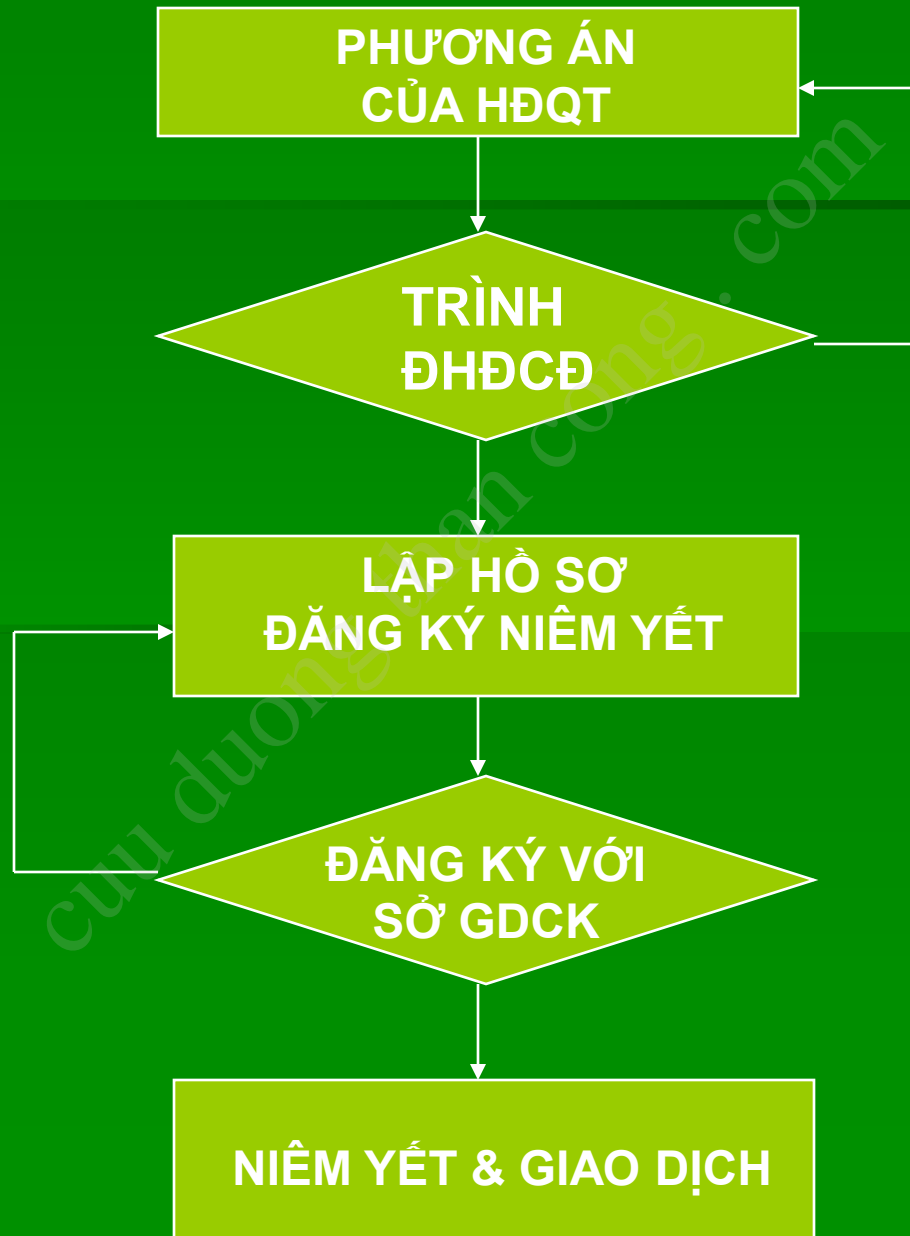 PHƯƠNG ÁN
CỦA HĐQT
TRÌNH
ĐHĐCĐ
LẬP HỒ SƠ
ĐĂNG KÝ NIÊM YẾT
ĐĂNG KÝ VỚI
SỞ GDCK
NIÊM YẾT & GIAO DỊCH
cuu duong than cong . com